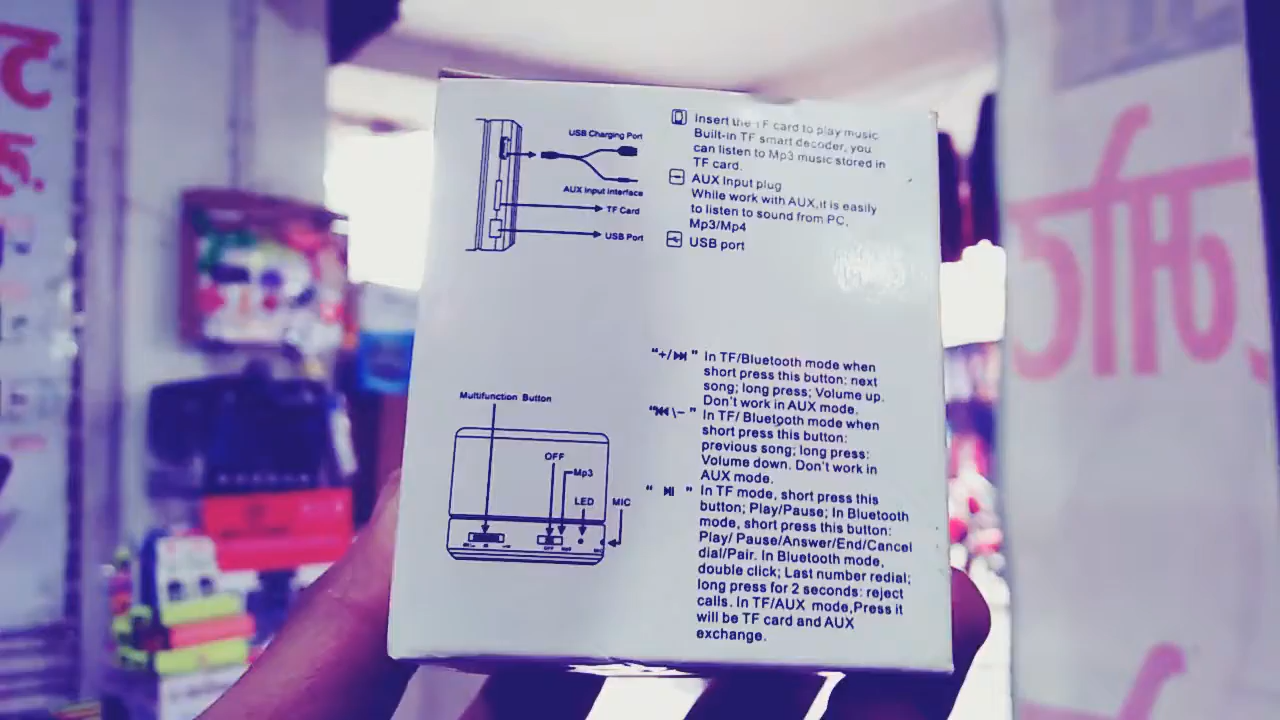 USB Charging Port
AUX Input Interface
TF Card
USB Port
Insert the TF card to play music
Built-in TF smart decoder, you
can listen to Mp3 music stored in
TF card.
AUX Input plug
While work with AUX,it is easily
to listen to sound from PC,
Mp3/Mp4
USB port
Multifunction Button
OFF
Mp3
LED
MIC
OFF
"+/⏭" In TF/Bluetooth mode when
short press this button: next
song; long press; Volume up.
Don't work in AUX mode.
"⏮\−" In TF/ Bluetooth mode when
short press this button:
previous song; long press:
Volume down. Don't work in
AUX mode.
"⏯" In TF mode, short press this
button; Play/Pause; In Bluetooth
mode, short press this button:
Play/ Pause/Answer/End/Cancel
dial/Pair. In Bluetooth mode,
double click; Last number redial;
long press for 2 seconds: reject
calls. In TF/AUX mode,Press it
will be TF card and AUX
exchange.